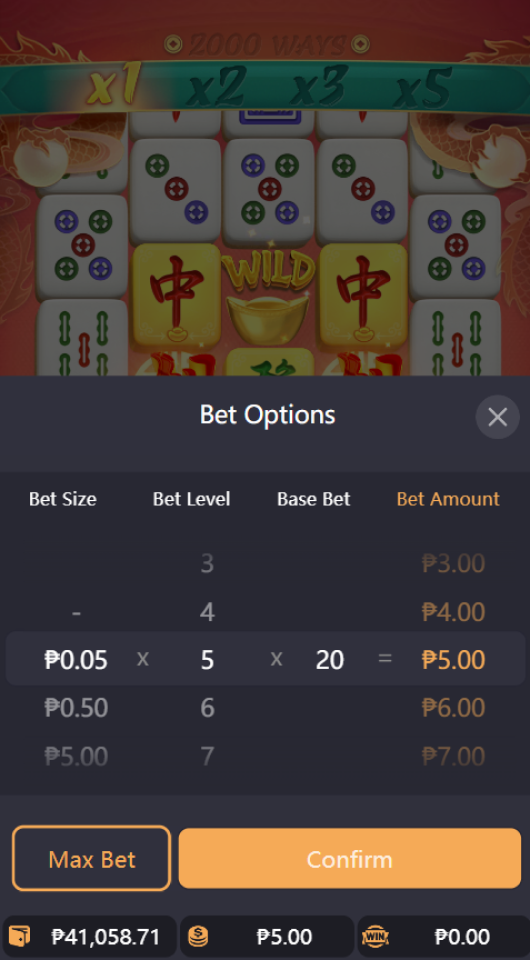 2000 WAYS
x1 x2 x3 x5
WILD
中 中
Bet Options
Bet Size Bet Level Base Bet Bet Amount
3 ₱3.00
- 4 ₱4.00
₱0.05 x 5 x 20 = ₱5.00
₱0.50 6 ₱6.00
₱5.00 7 ₱7.00
Max Bet Confirm
₱41,058.71 ₱5.00 WIN ₱0.00